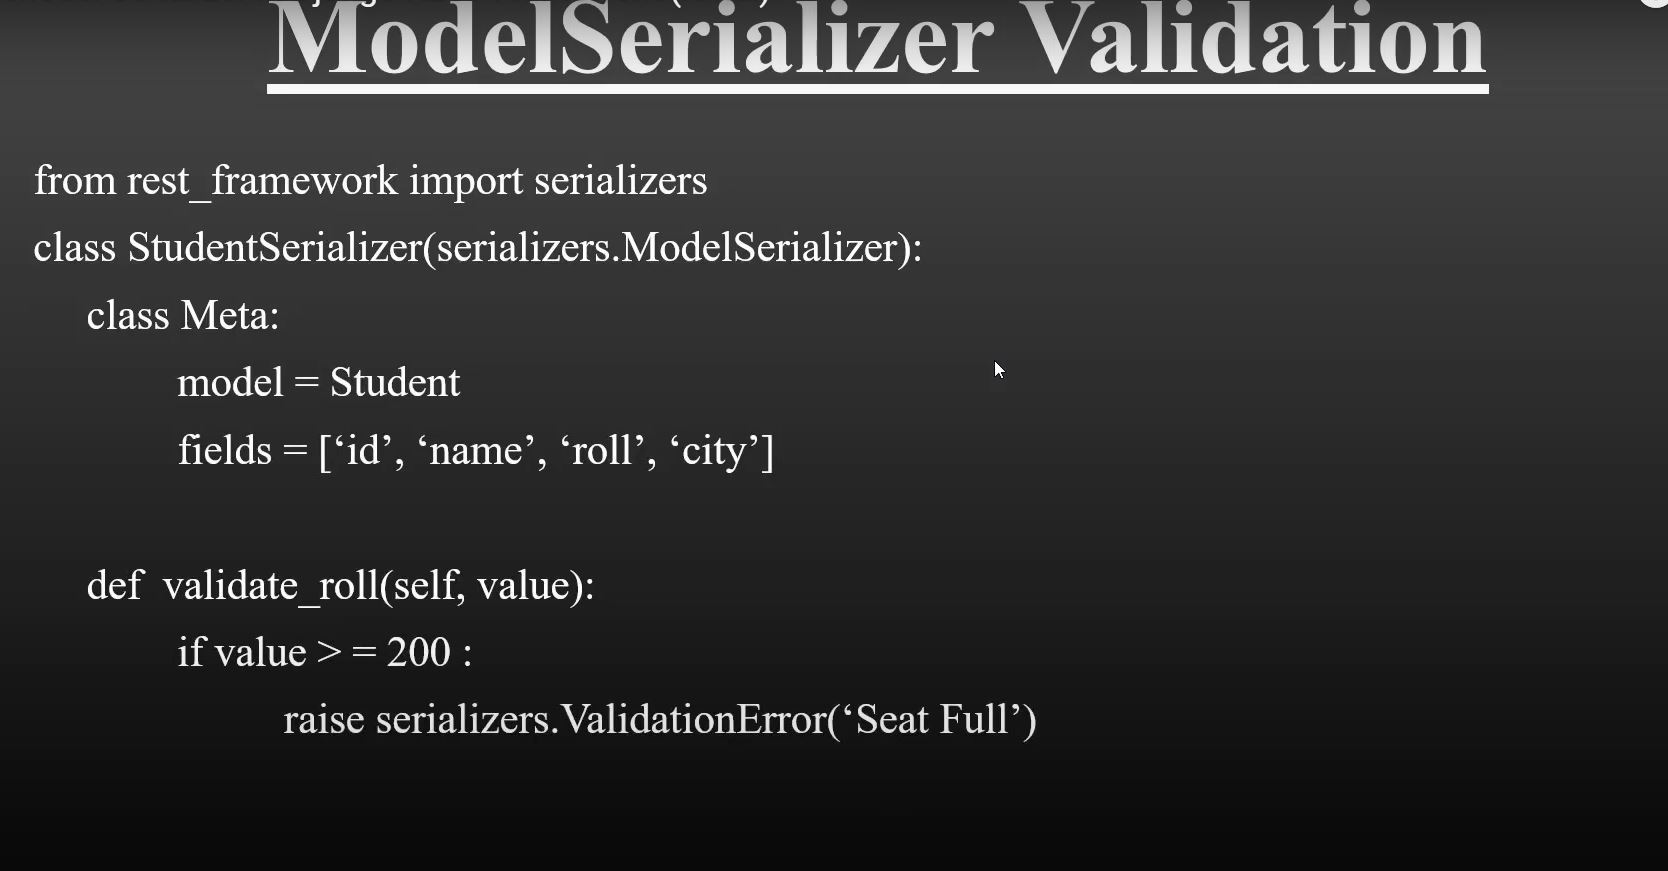 ModelSerializer Validation
from rest_framework import serializers
class StudentSerializer(serializers.ModelSerializer):
class Meta:
model = Student
fields = [‘id’, ‘name’, ‘roll’, ‘city’]
def  validate_roll(self, value):
if value > = 200 :
raise serializers.ValidationError(‘Seat Full’)